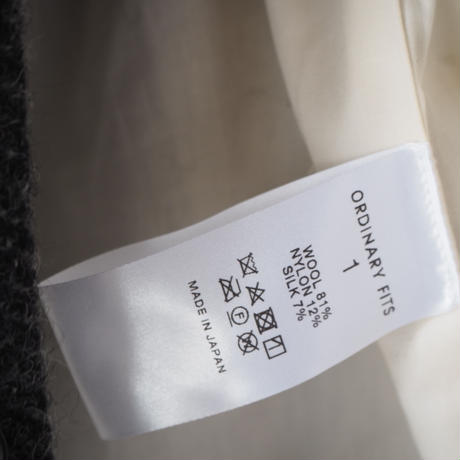 ORDINARY FITS
1
WOOL 81%
NYLON 12%
SILK 7%
F
MADE IN JAPAN